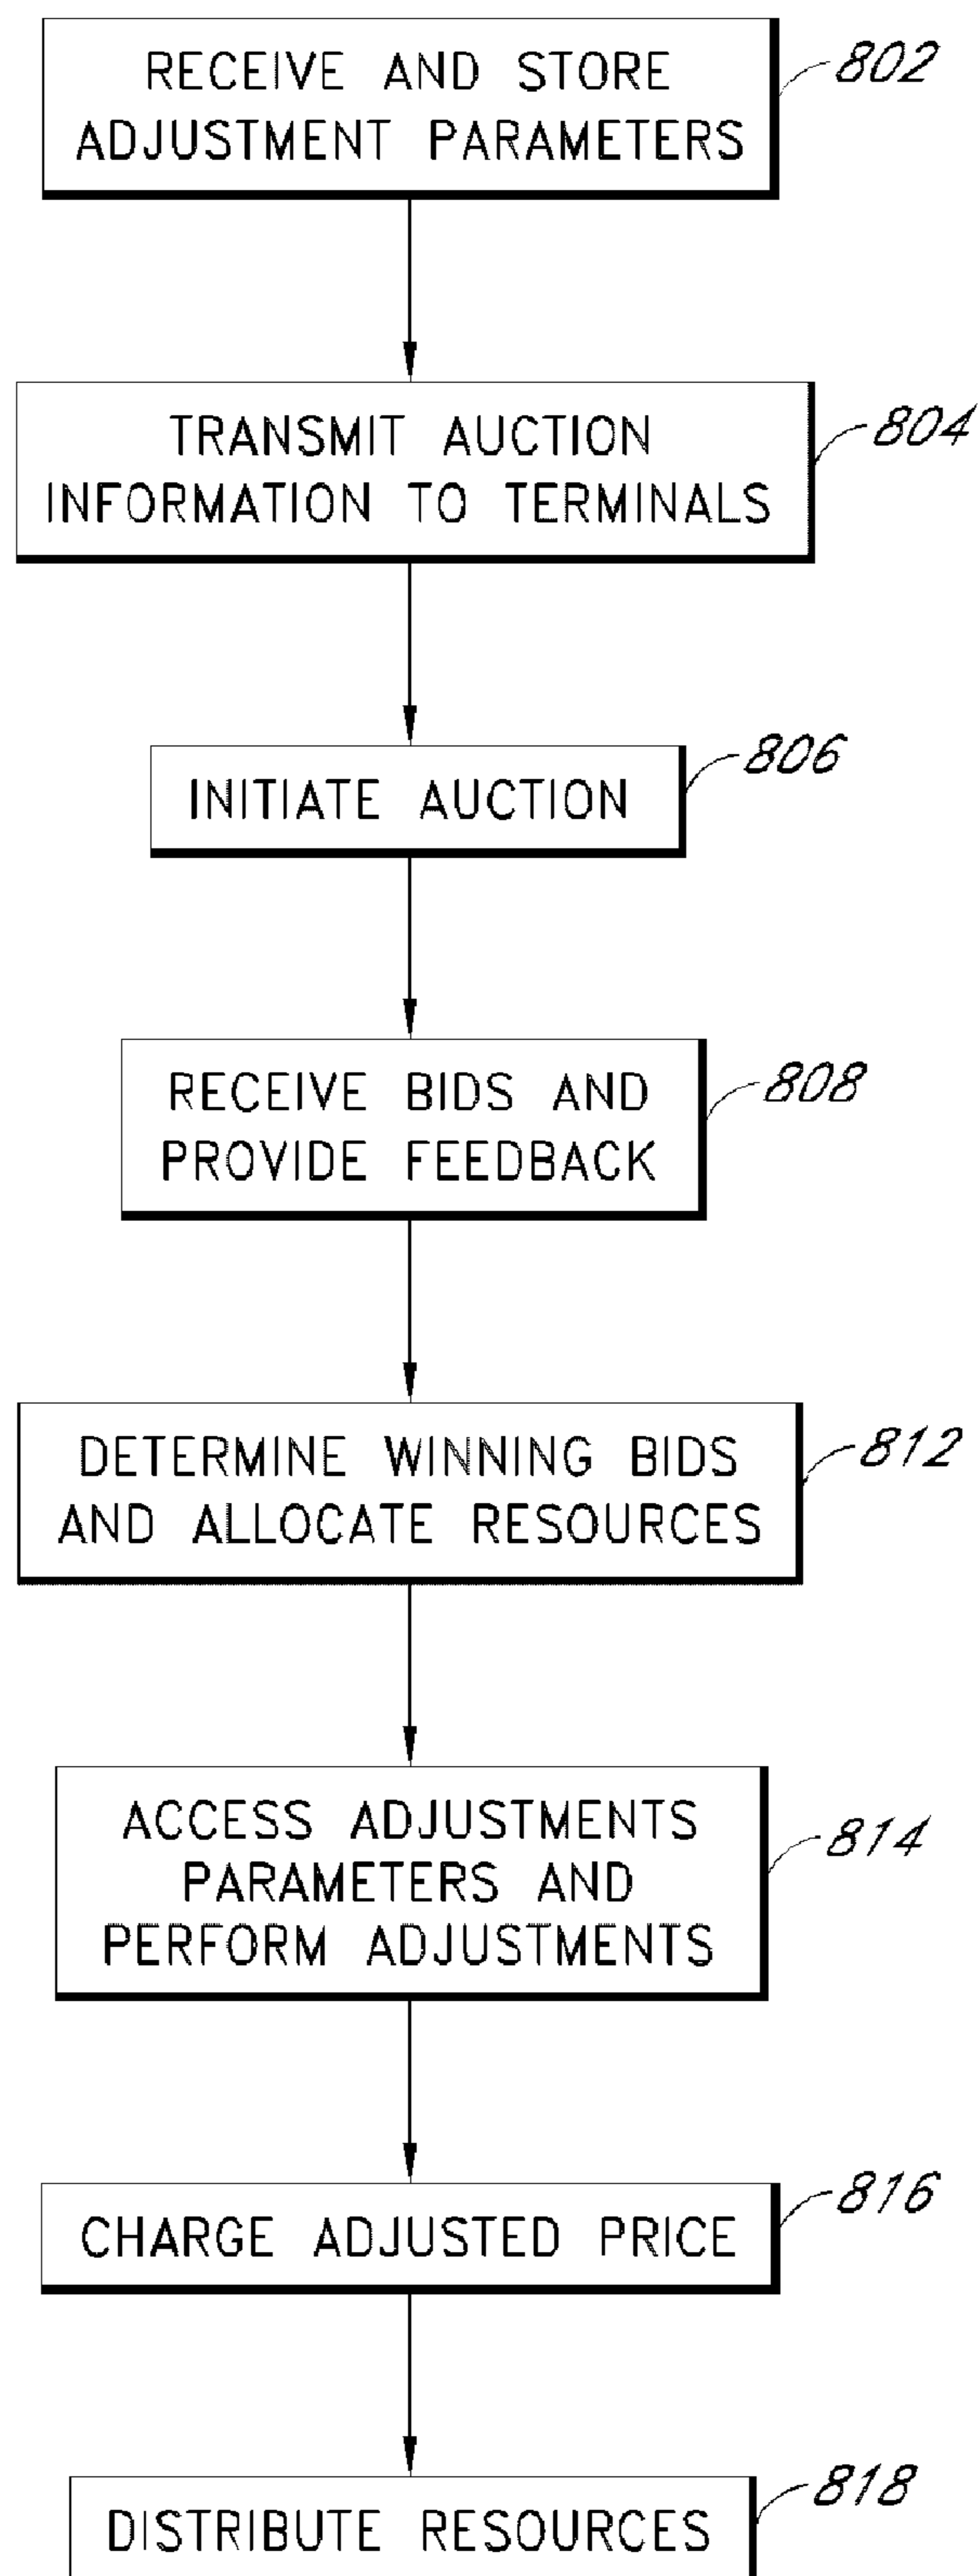 RECEIVE AND STORE
ADJUSTMENT PARAMETERS
802
TRANSMIT AUCTION
INFORMATION TO TERMINALS
804
INITIATE AUCTION
806
RECEIVE BIDS AND
PROVIDE FEEDBACK
808
DETERMINE WINNING BIDS
AND ALLOCATE RESOURCES
812
ACCESS ADJUSTMENTS
PARAMETERS AND
PERFORM ADJUSTMENTS
814
CHARGE ADJUSTED PRICE
816
DISTRIBUTE RESOURCES
818